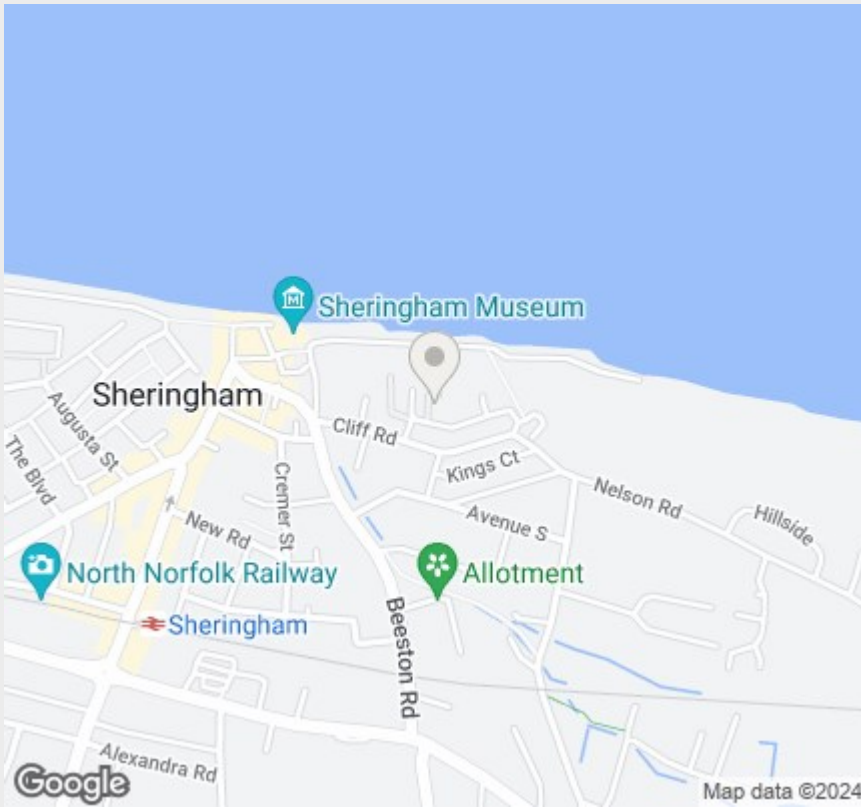 Sheringham Museum
Sheringham
Augusta St
The Blvd
Cliff Rd
Cremer St
Kings Ct
Nelson Rd
Hillside
Avenue S
New Rd
North Norfolk Railway
Allotment
Sheringham
Beeston Rd
Alexandra Rd
Google
Map data ©2024